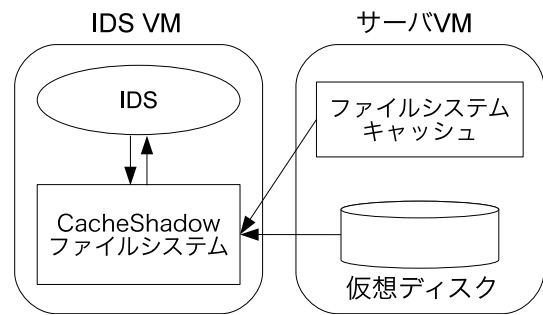 IDS VM
サーバVM
IDS
ファイルシステム
キャッシュ
CacheShadow
ファイルシステム
仮想ディスク